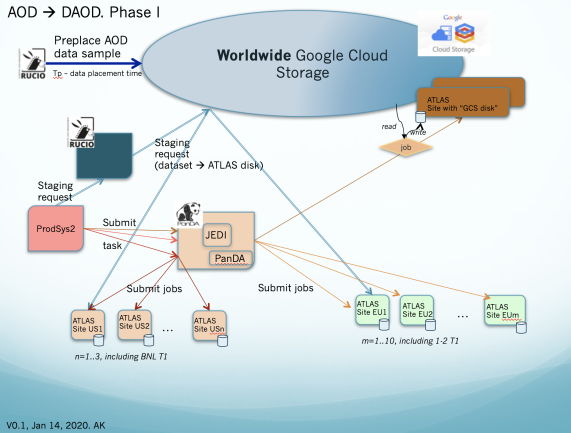 AOD → DAOD. Phase I
Preplace AOD
data sample
Tp – data placement time
RUCIO
Worldwide Google Cloud
Storage
Google
Cloud Storage
ATLAS
Site with "GCS disk"
read
write
job
RUCIO
Staging
request
(dataset → ATLAS disk)
Staging
request
ProdSys2
Submit
task
PanDA
JEDI
PanDA
Submit jobs
Submit jobs
ATLAS
Site US1
ATLAS
Site US2
...
ATLAS
Site USn
n=1..3, including BNL T1
ATLAS
Site EU1
ATLAS
Site EU2
...
ATLAS
Site EUm
m=1..10, including 1-2 T1
V0.1, Jan 14, 2020. AK